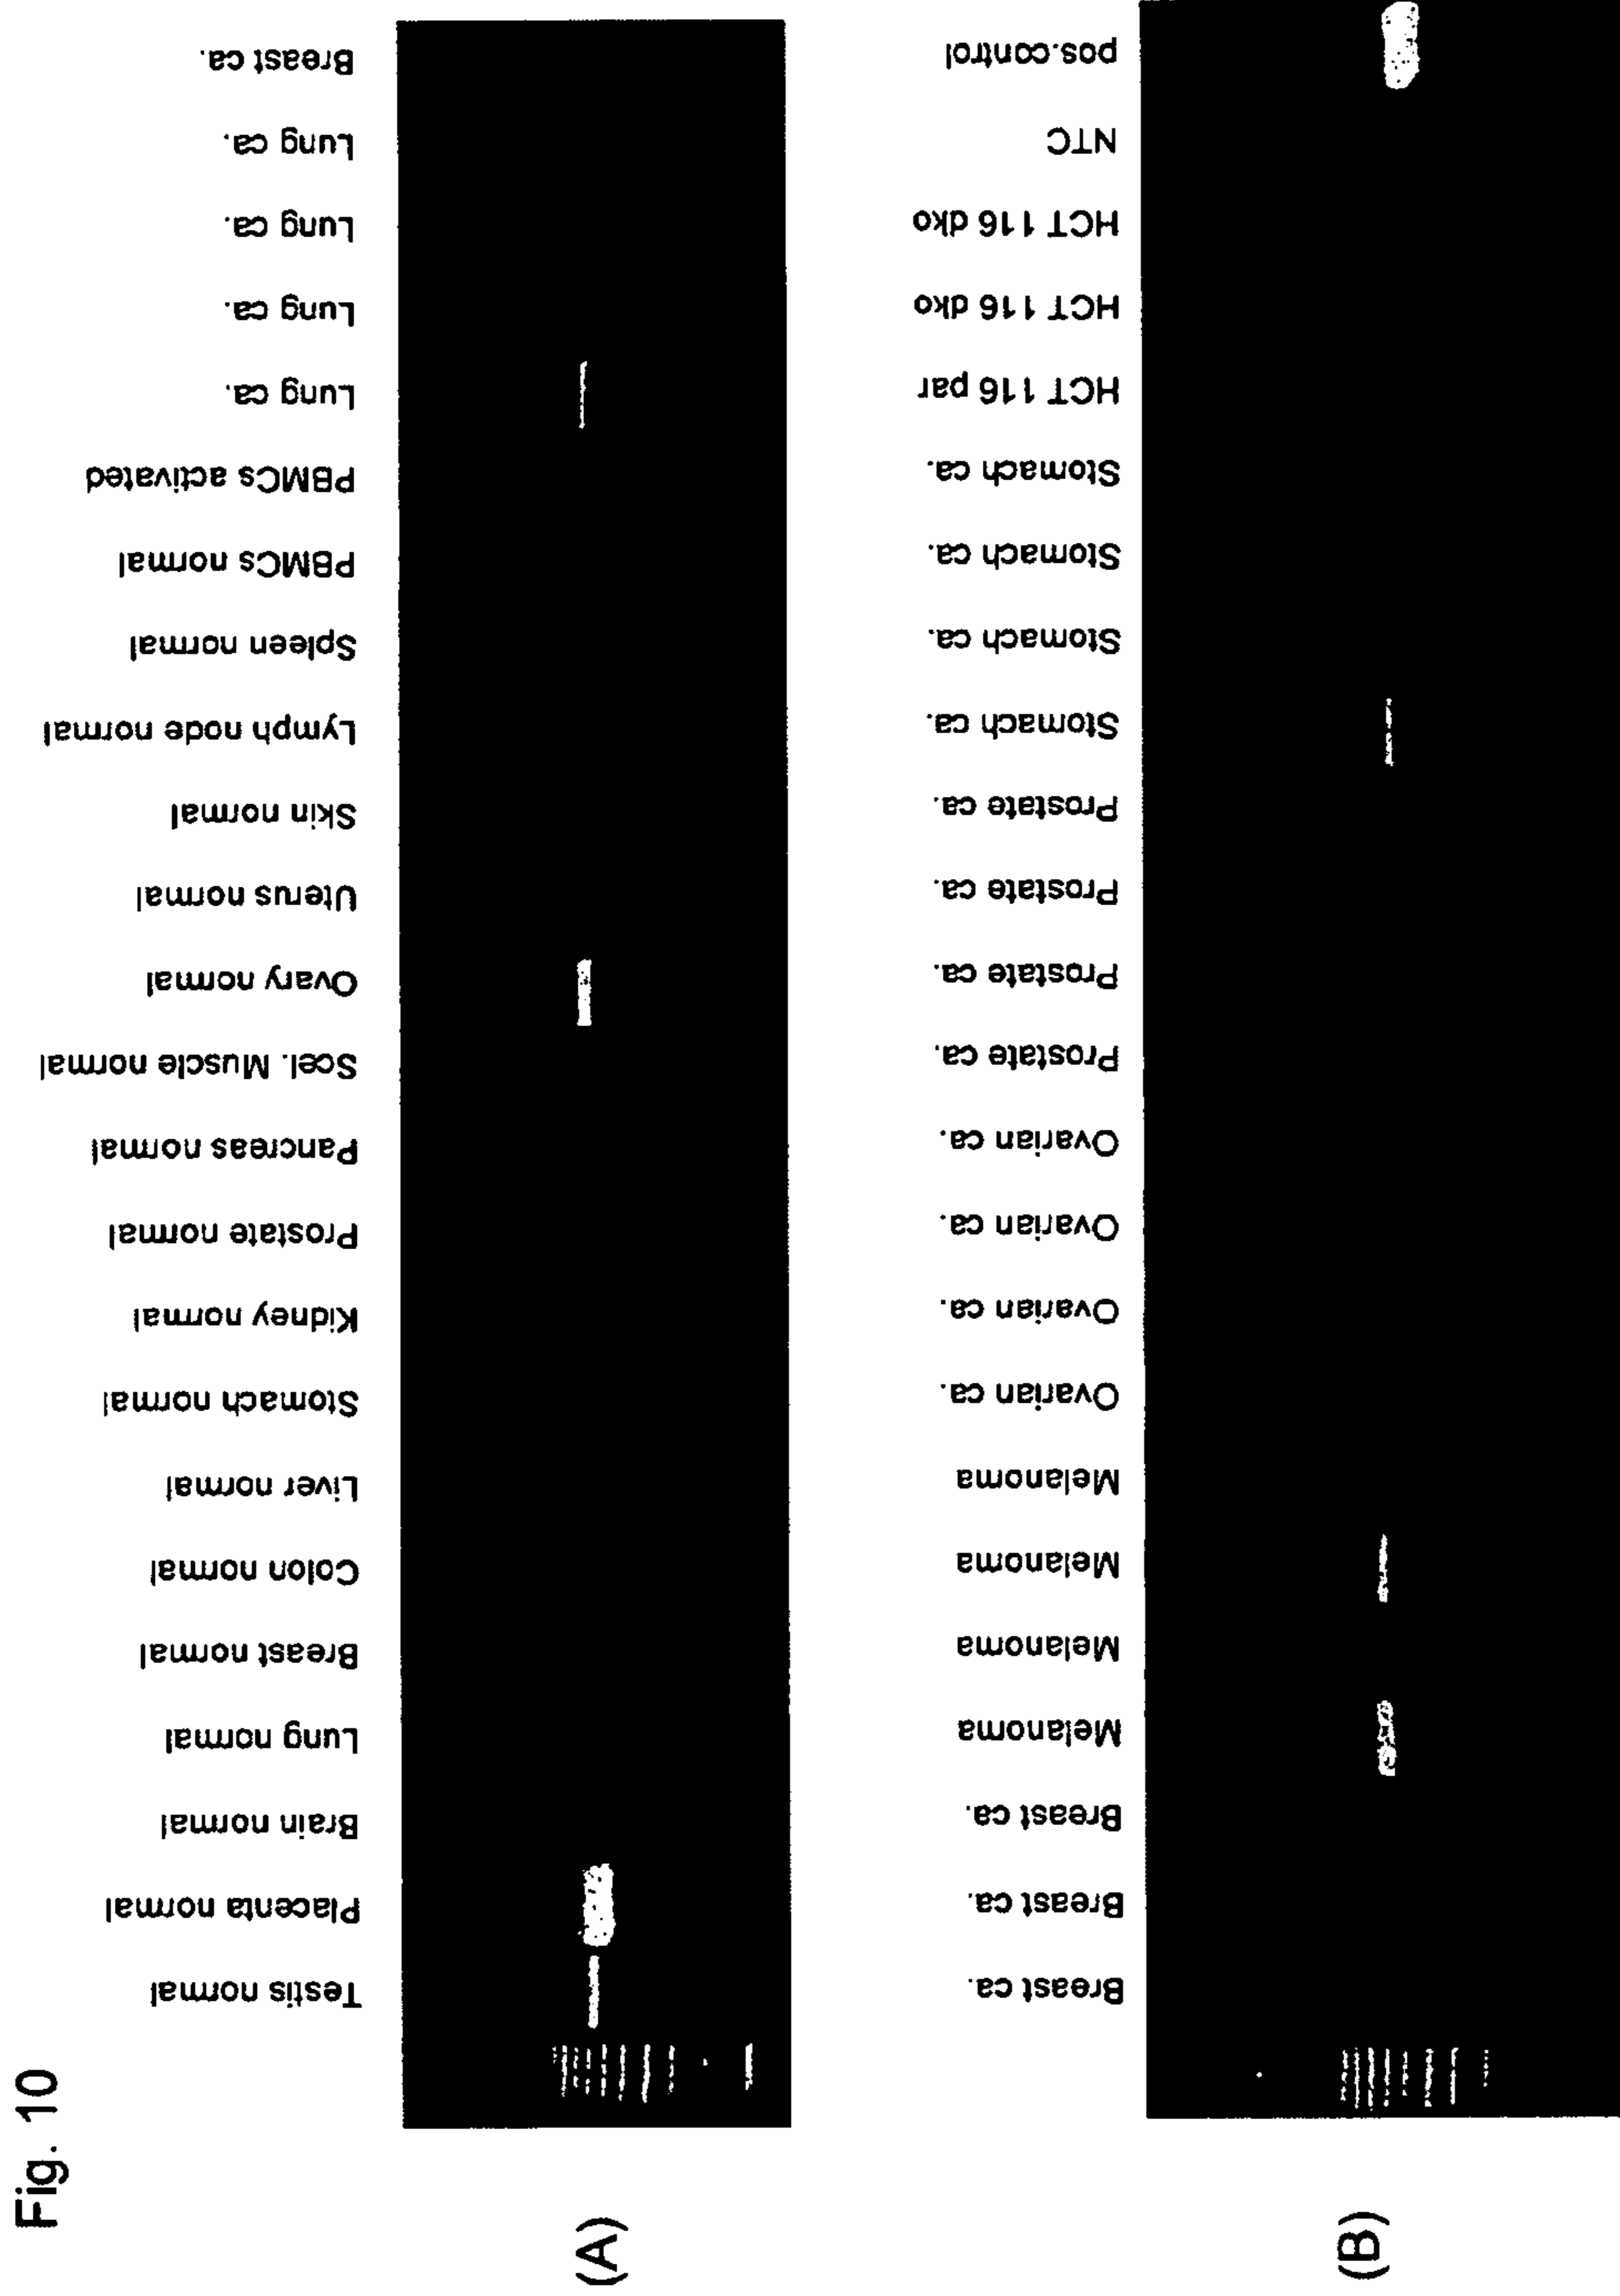 Fig. 10
(A)
Testis normal
Placenta normal
Brain normal
Lung normal
Breast normal
Colon normal
Liver normal
Stomach normal
Kidney normal
Prostate normal
Pancreas normal
Scel. Muscle normal
Ovary normal
Uterus normal
Skin normal
Lymph node normal
Spleen normal
PBMCs normal
PBMCs activated
Lung ca.
Lung ca.
Lung ca.
Lung ca.
Breast ca.
(B)
Breast ca.
Breast ca.
Breast ca.
Melanoma
Melanoma
Melanoma
Melanoma
Ovarian ca.
Ovarian ca.
Ovarian ca.
Ovarian ca.
Prostate ca.
Prostate ca.
Prostate ca.
Prostate ca.
Stomach ca.
Stomach ca.
Stomach ca.
Stomach ca.
HCT 116 par
HCT 116 dko
HCT 116 dko
NTC
pos.control